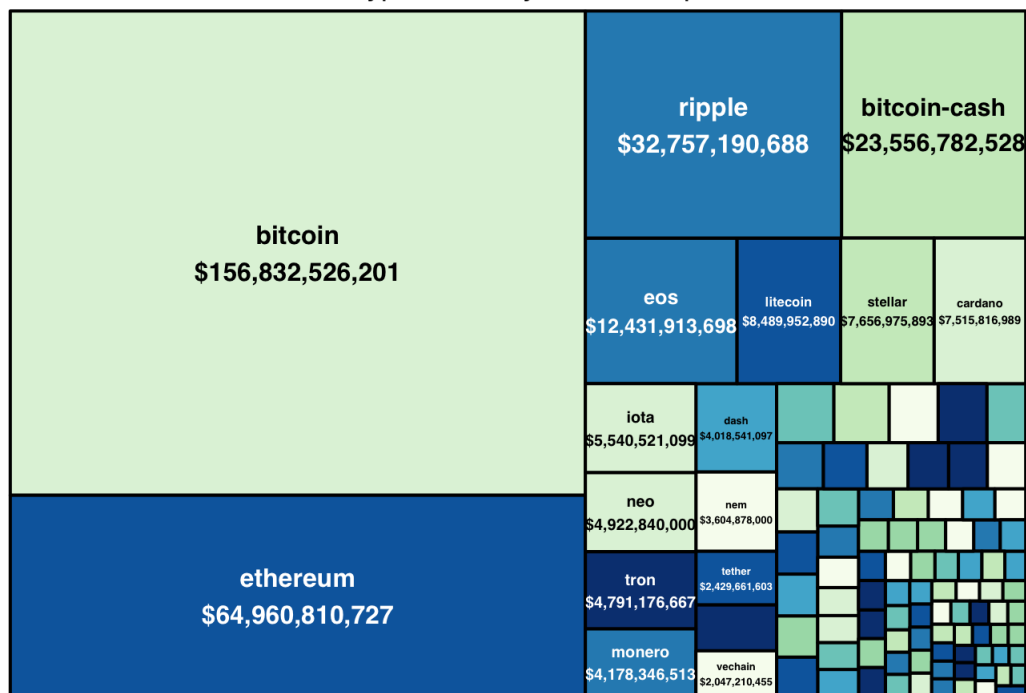 bitcoin
$156,832,526,201
ethereum
$64,960,810,727
ripple
$32,757,190,688
bitcoin-cash
$23,556,782,528
eos
$12,431,913,698
litecoin
$8,489,952,890
stellar
$7,656,975,893
cardano
$7,515,816,989
iota
$5,540,521,099
neo
$4,922,840,000
tron
$4,791,176,667
monero
$4,178,346,513
dash
$4,018,541,097
nem
$3,604,878,000
tether
$2,429,661,603
vechain
$2,047,210,455